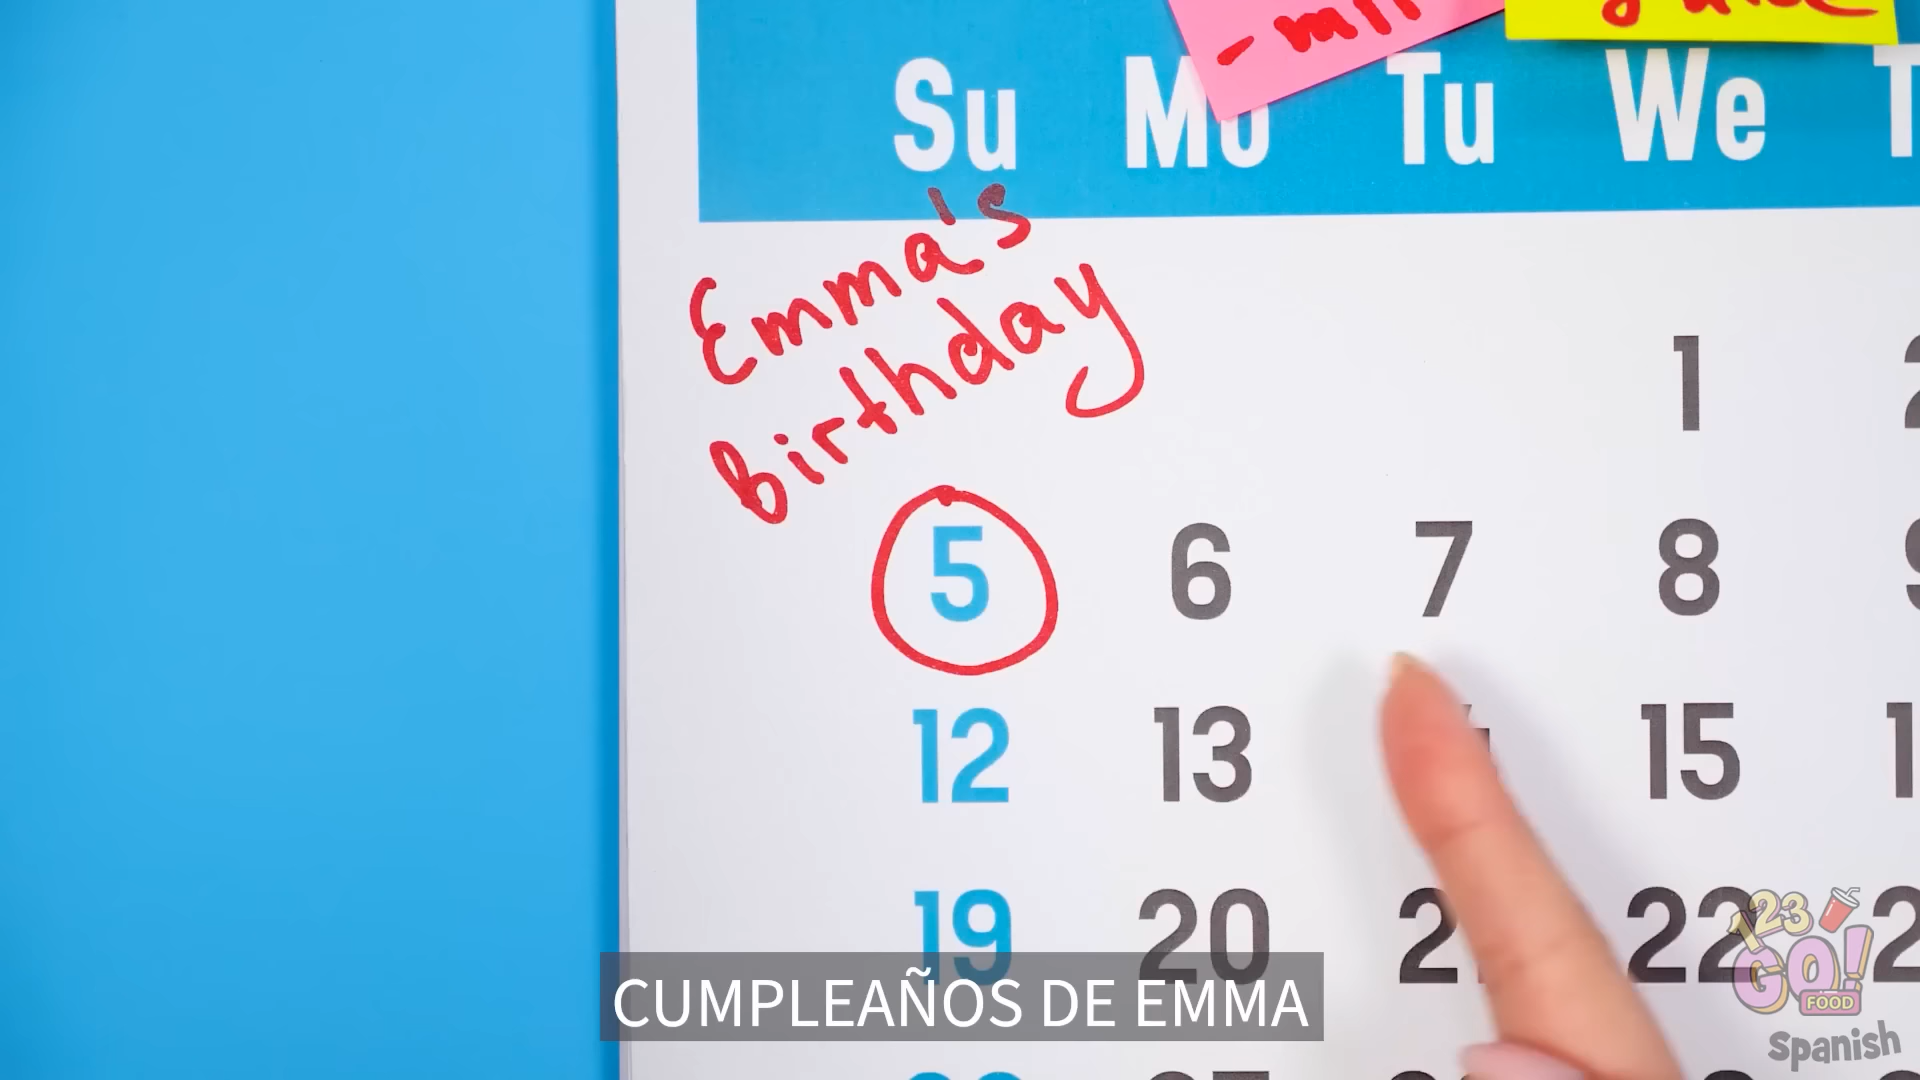 Su Mo Tu We
Emma's
Birthday
1
5 6 7 8
12 13 15
19 20 22
CUMPLEAÑOS DE EMMA
123
GO!
FOOD
Spanish